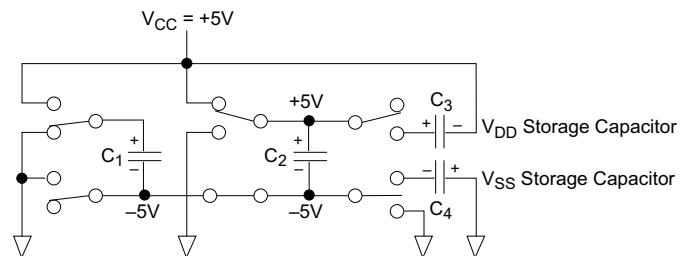 V_CC = +5V
+5V
C_3
+ –
V_DD Storage Capacitor
+
C_1
–
+
C_2
–
– +
V_SS Storage Capacitor
C_4
–5V
–5V